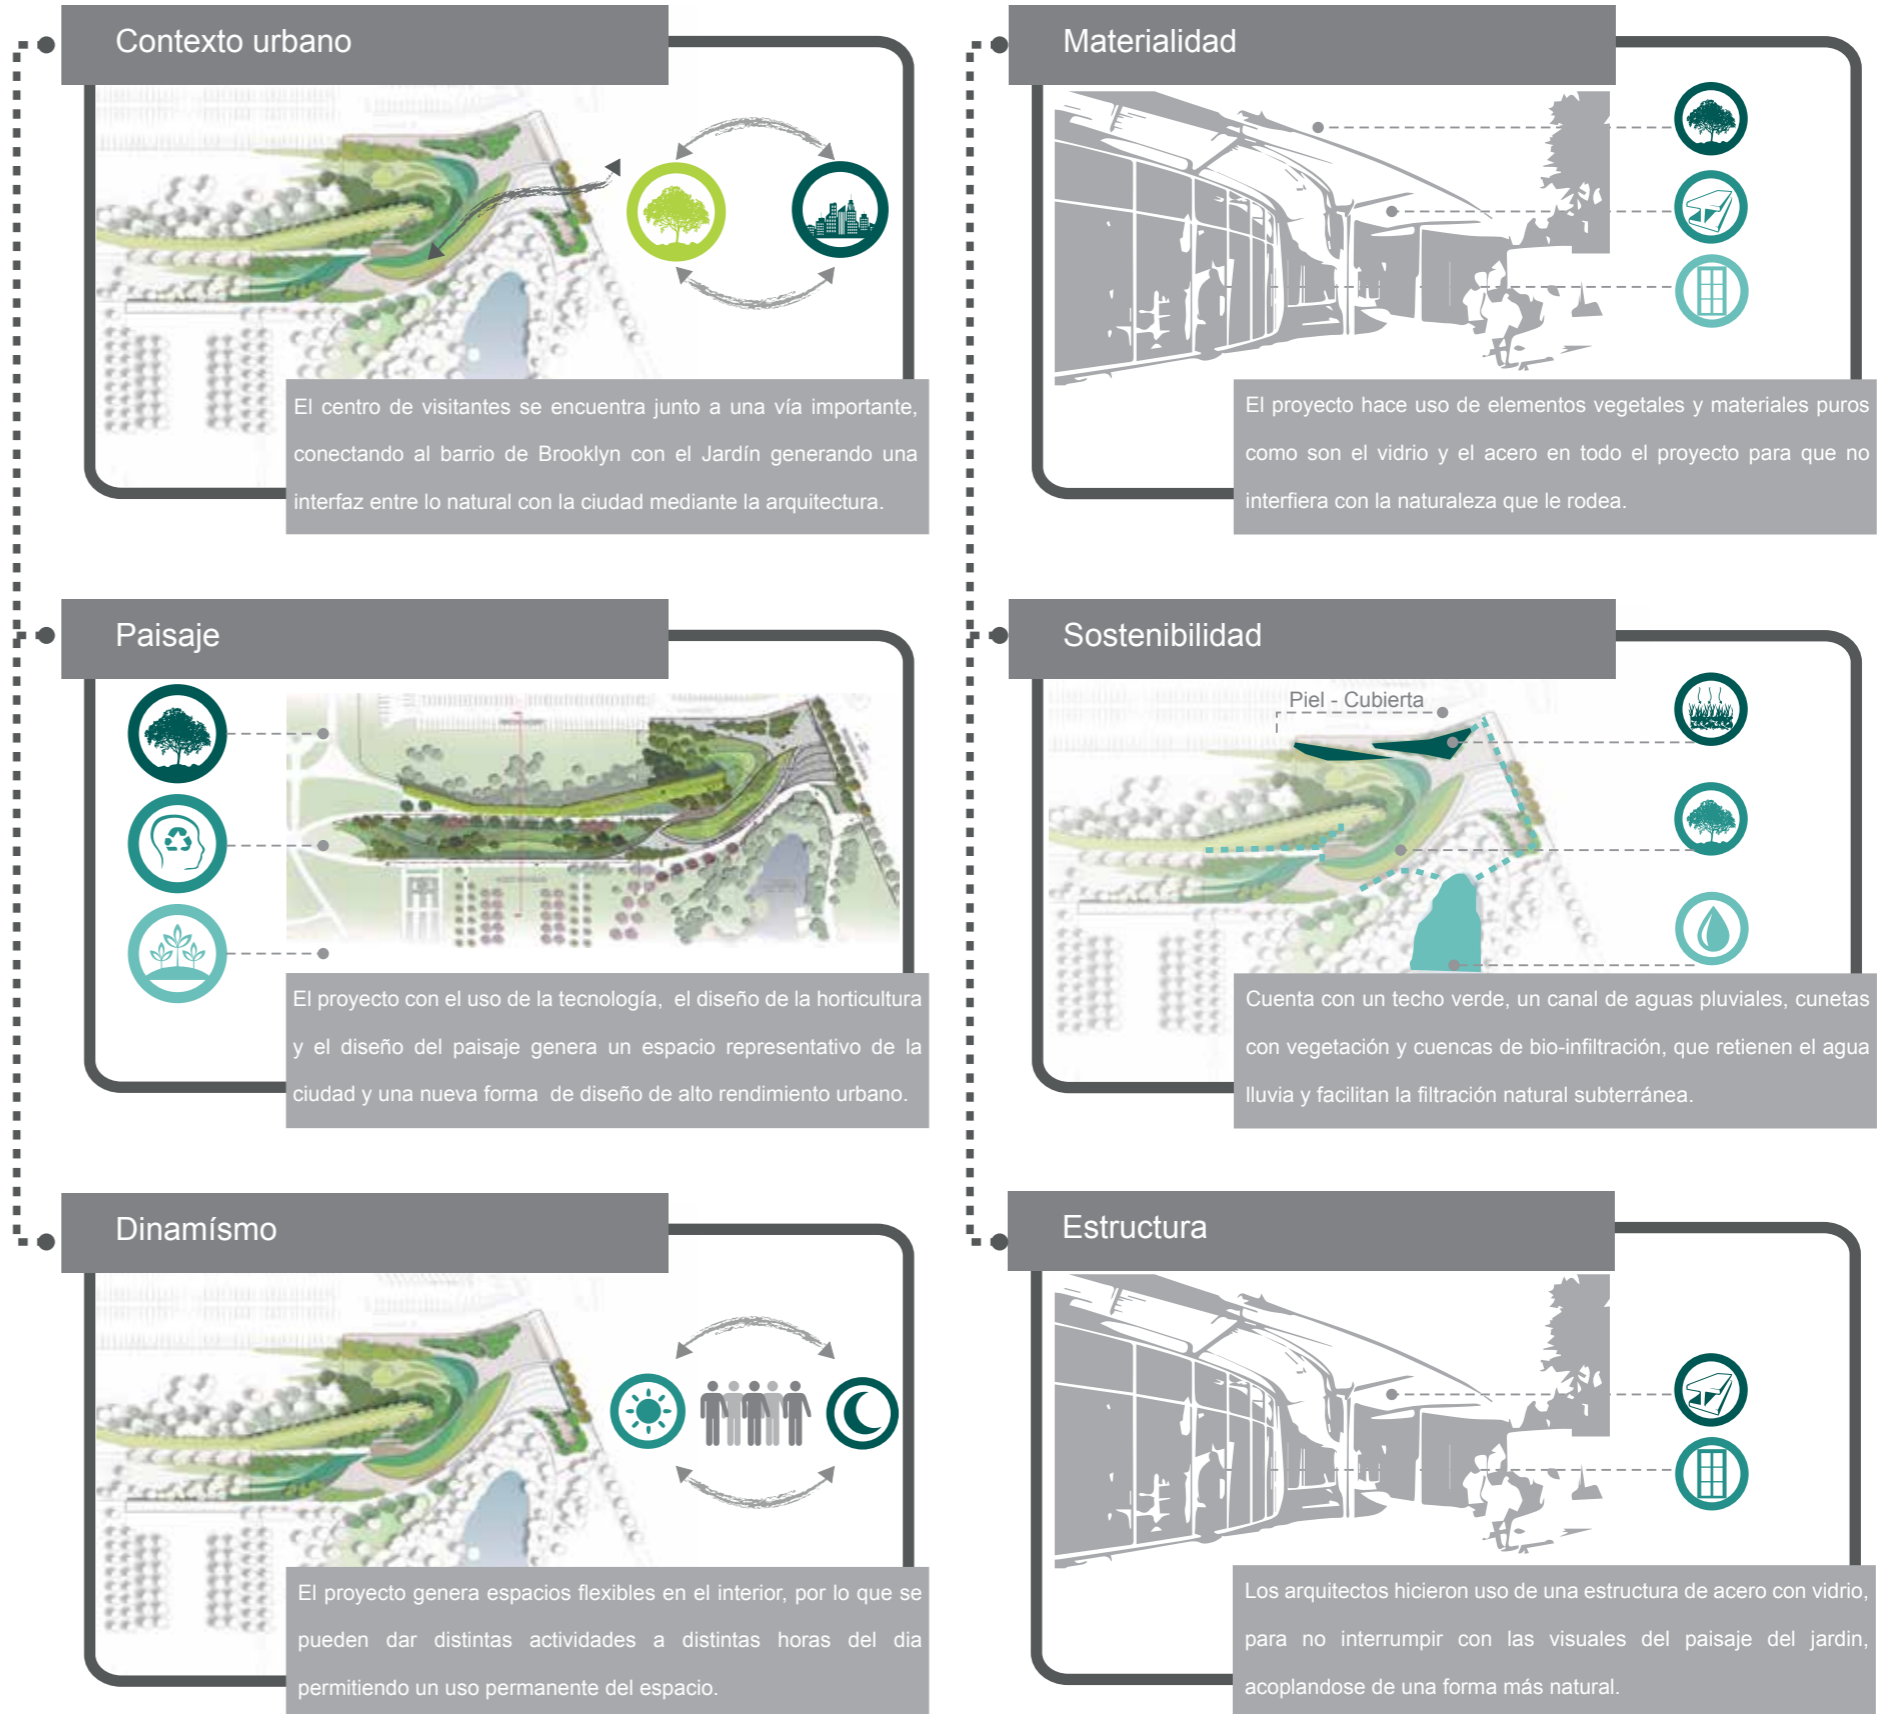 Contexto urbano
El centro de visitantes se encuentra junto a una vía importante,
conectando al barrio de Brooklyn con el Jardín generando una
interfaz entre lo natural con la ciudad mediante la arquitectura.
Paisaje
El proyecto con el uso de la tecnología, el diseño de la horticultura
y el diseño del paisaje genera un espacio representativo de la
ciudad y una nueva forma de diseño de alto rendimiento urbano.
Dinamísmo
El proyecto genera espacios flexibles en el interior, por lo que se
pueden dar distintas actividades a distintas horas del dia
permitiendo un uso permanente del espacio.
Materialidad
El proyecto hace uso de elementos vegetales y materiales puros
como son el vidrio y el acero en todo el proyecto para que no
interfiera con la naturaleza que le rodea.
Sostenibilidad
Piel - Cubierta
Cuenta con un techo verde, un canal de aguas pluviales, cunetas
con vegetación y cuencas de bio-infiltración, que retienen el agua
lluvia y facilitan la filtración natural subterránea.
Estructura
Los arquitectos hicieron uso de una estructura de acero con vidrio,
para no interrumpir con las visuales del paisaje del jardin,
acoplandose de una forma más natural.